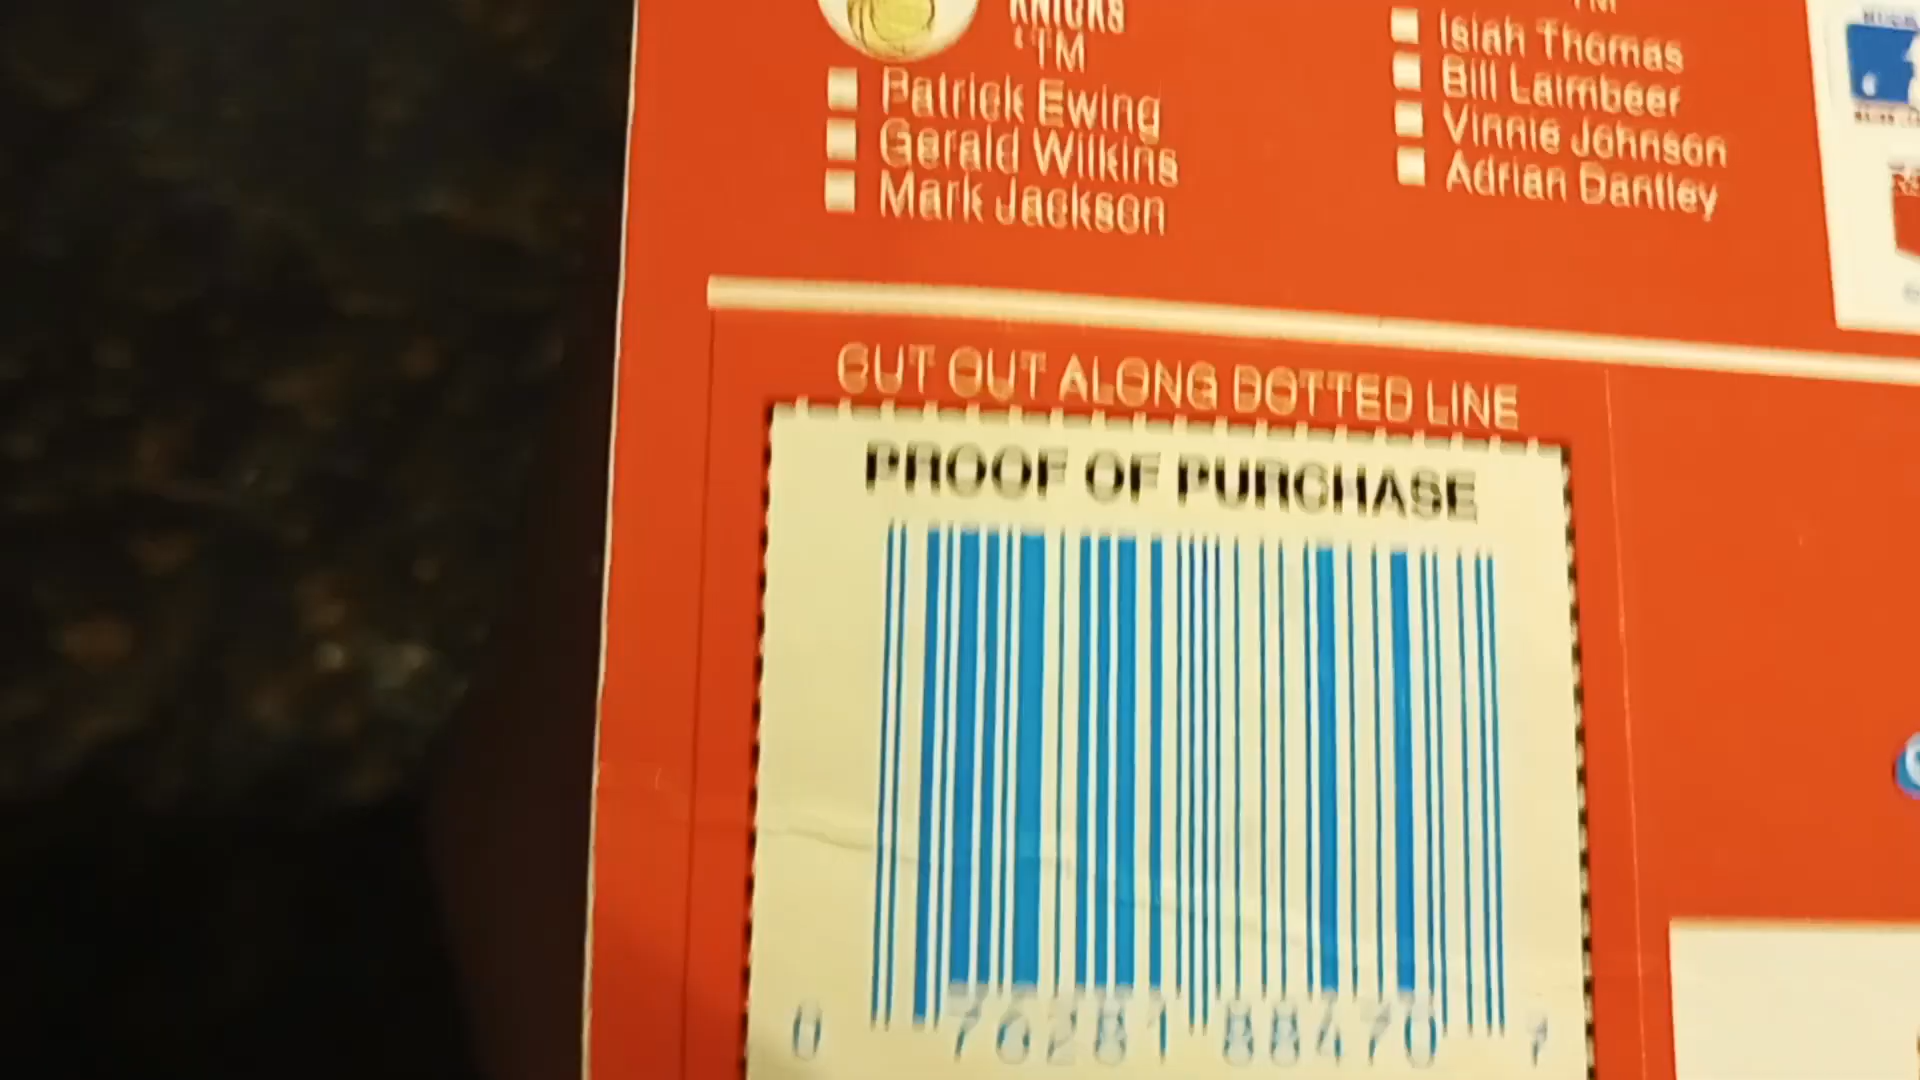 KNICKS
TM
Patrick Ewing
Gerald Wilkins
Mark Jackson
TM
Isiah Thomas
Bill Laimbeer
Vinnie Johnson
Adrian Dantley
CUT OUT ALONG DOTTED LINE
PROOF OF PURCHASE
0 76281 88470 7